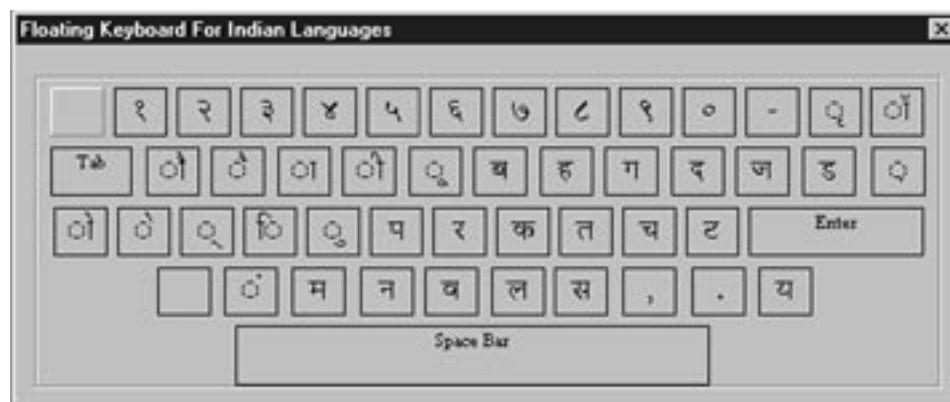 Floating Keyboard For Indian Languages
१ २ ३ ४ ५ ६ ७ ८ ९ ० - ृ ॉ
Tab ौ ै ा ी ू ब ह ग द ज ड ़
ो े ् ि ु प र क त च ट Enter
ं म न व ल स , . य
Space Bar